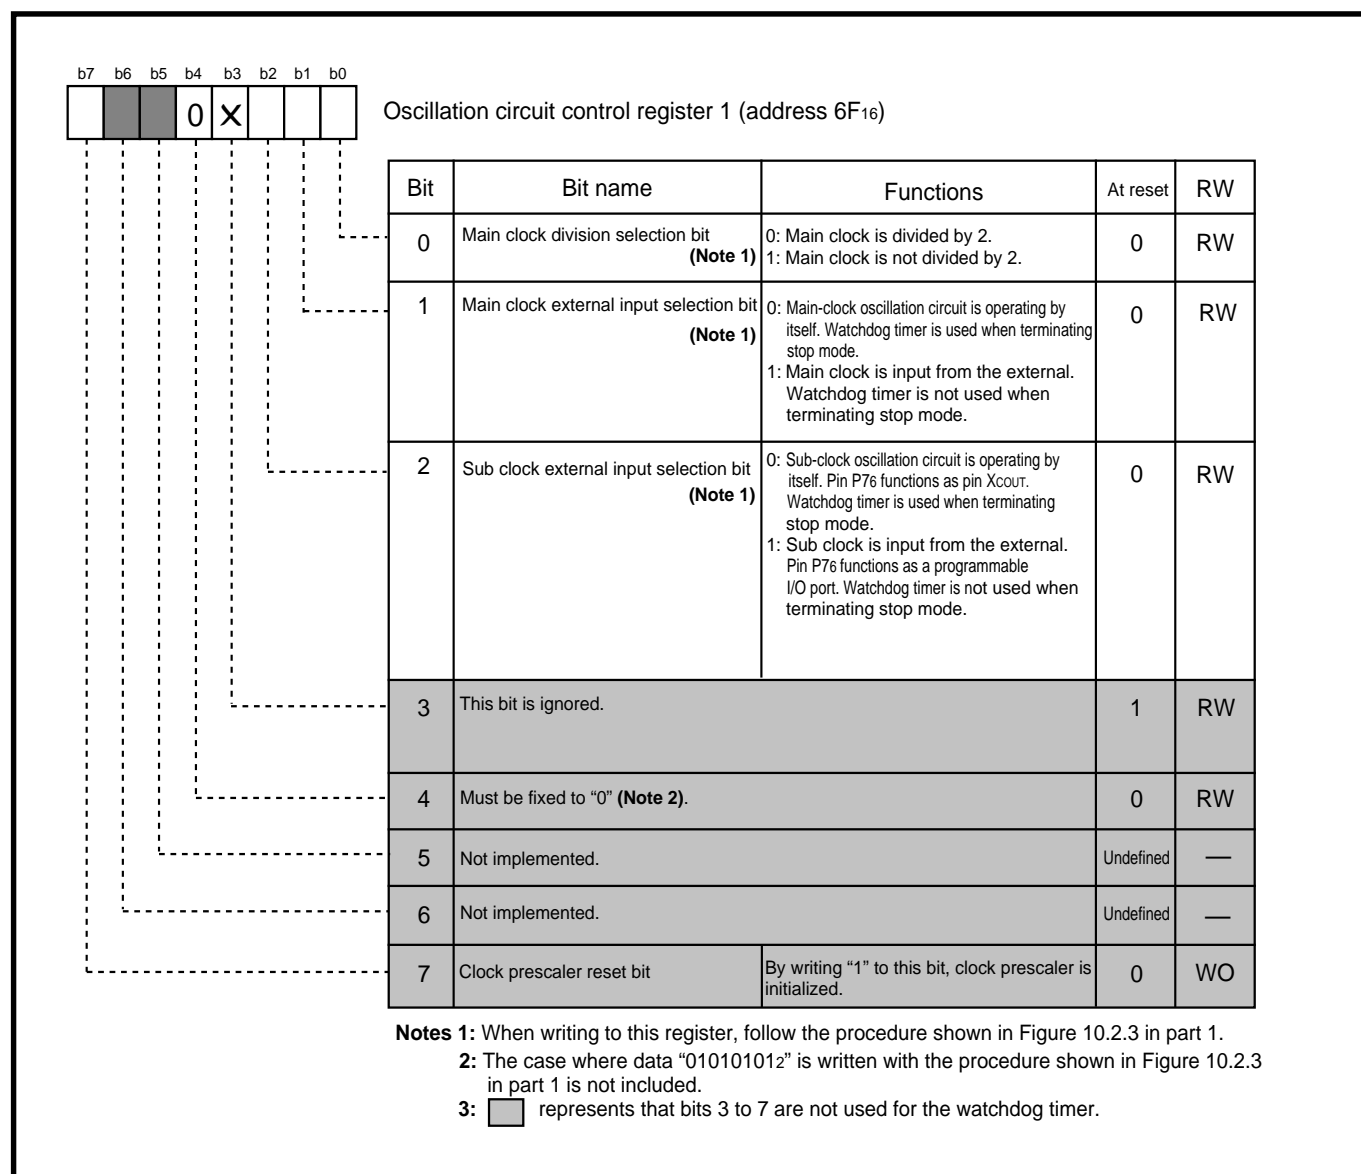 b7 b6 b5 b4 b3 b2 b1 b0
0 X
Oscillation circuit control register 1 (address 6F16)
Bit Bit name Functions At reset RW
0 Main clock division selection bit (Note 1) 0: Main clock is divided by 2. 0 RW
1: Main clock is not divided by 2.
1 Main clock external input selection bit (Note 1) 0: Main-clock oscillation circuit is operating by 0 RW
itself. Watchdog timer is used when terminating
stop mode.
1: Main clock is input from the external.
Watchdog timer is not used when
terminating stop mode.
2 Sub clock external input selection bit (Note 1) 0: Sub-clock oscillation circuit is operating by 0 RW
itself. Pin P76 functions as pin XCOUT.
Watchdog timer is used when terminating
stop mode.
1: Sub clock is input from the external.
Pin P76 functions as a programmable
I/O port. Watchdog timer is not used when
terminating stop mode.
3 This bit is ignored. 1 RW
4 Must be fixed to “0” (Note 2). 0 RW
5 Not implemented. Undefined —
6 Not implemented. Undefined —
7 Clock prescaler reset bit By writing “1” to this bit, clock prescaler is 0 WO
initialized.
Notes 1: When writing to this register, follow the procedure shown in Figure 10.2.3 in part 1.
2: The case where data “010101012” is written with the procedure shown in Figure 10.2.3
in part 1 is not included.
3: represents that bits 3 to 7 are not used for the watchdog timer.